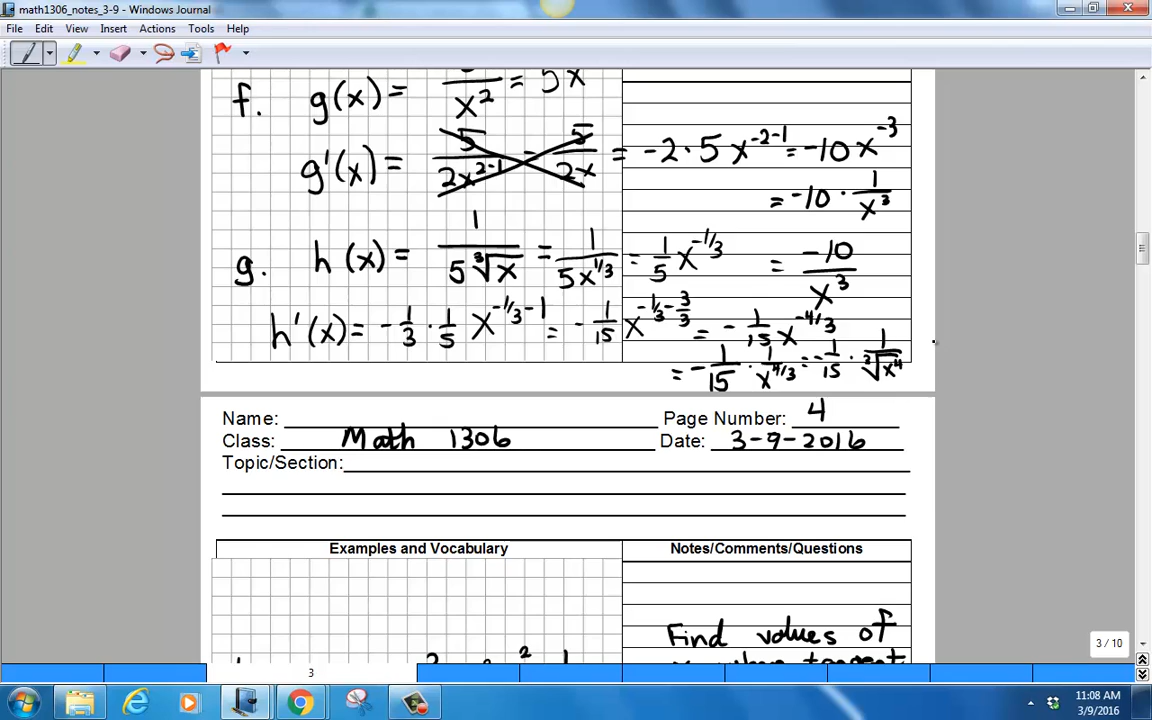 math1306_notes_3-9 - Windows Journal
File Edit View Insert Actions Tools Help
f. g(x) = —/x² = 5x
g'(x) = 5/2x²⁻¹ = 5/2x = -2·5x⁻²⁻¹ = -10x⁻³
= -10 · 1/x³
= -10/x³
g. h(x) = 1/5∛x = 1/5x^1/3 = 1/5 x^-1/3
h'(x) = -1/3 · 1/5 x^-1/3-1 = -1/15 x^-1/3-3/3 = -1/15 x^-4/3
= -1/15 · 1/x^4/3 = -1/15 · 1/∛x⁴
Name: Page Number: 4
Class: Math 1306 Date: 3-9-2016
Topic/Section:
Examples and Vocabulary Notes/Comments/Questions
Find values of
3 / 10
3
11:08 AM
3/9/2016